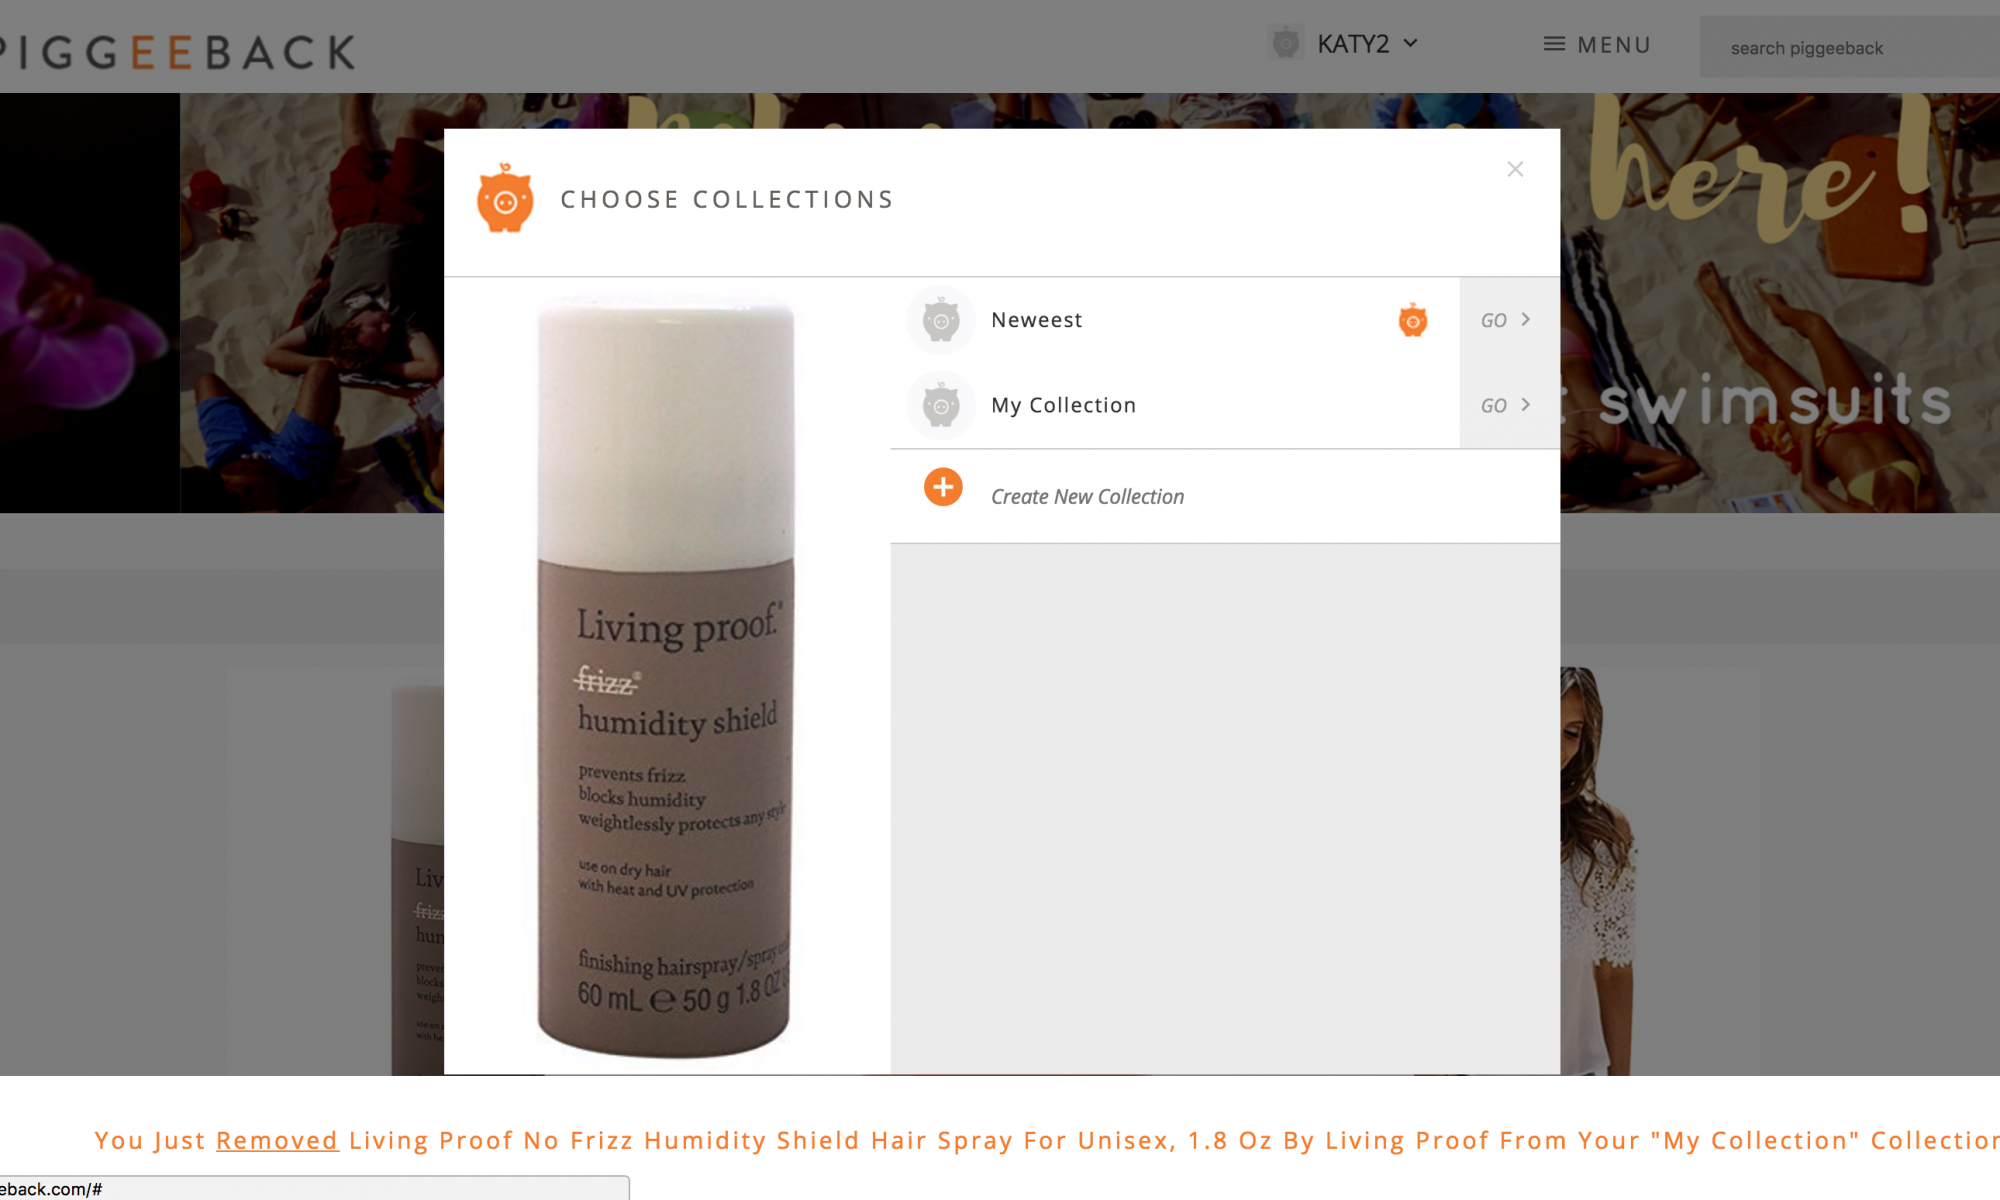 PIGGEEBACK
KATY2
MENU
search piggeeback
here!
swimsuits
CHOOSE COLLECTIONS
Neweest
GO
My Collection
GO
Create New Collection
Living proof.®
frizz®
humidity shield
prevents frizz
blocks humidity
weightlessly protects any style
use on dry hair
with heat and UV protection
finishing hairspray/spray
60 mL ℮ 50 g 1.8 OZ
You Just Removed Living Proof No Frizz Humidity Shield Hair Spray For Unisex, 1.8 Oz By Living Proof From Your "My Collection" Collection
eback.com/#